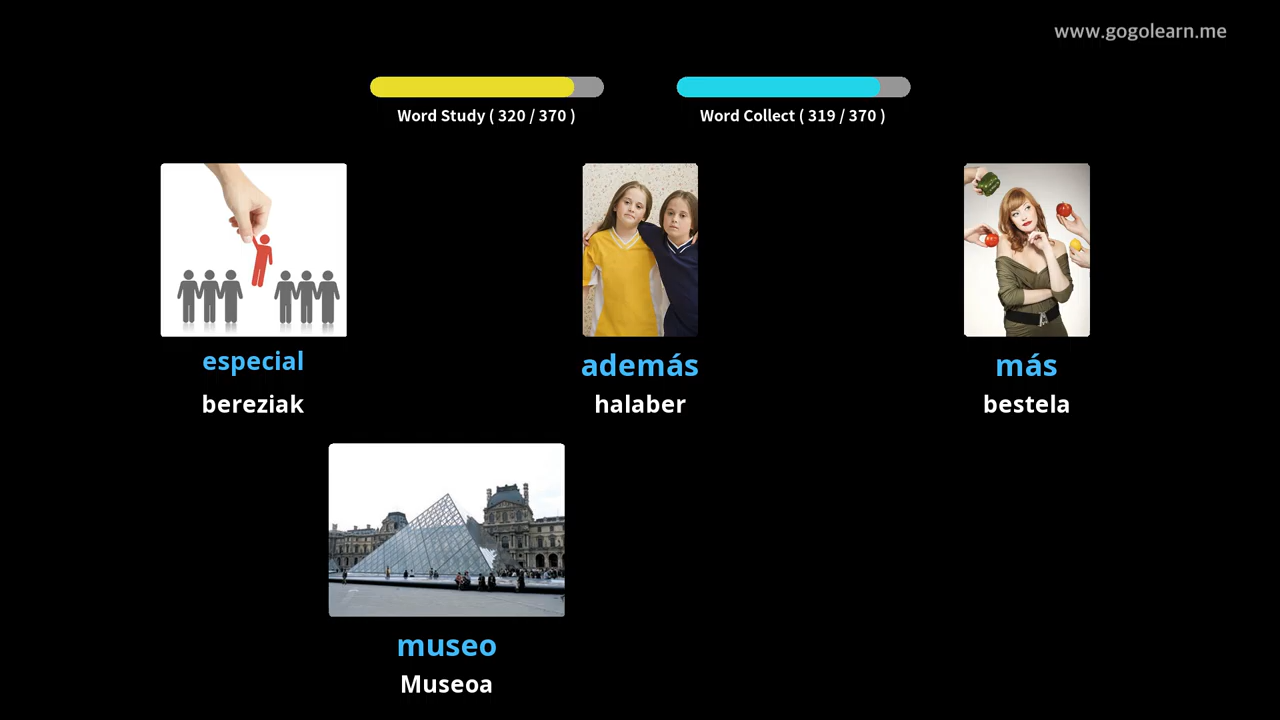 www.gogolearn.me
Word Study ( 320 / 370 )
Word Collect ( 319 / 370 )
especial
bereziak
además
halaber
más
bestela
museo
Museoa